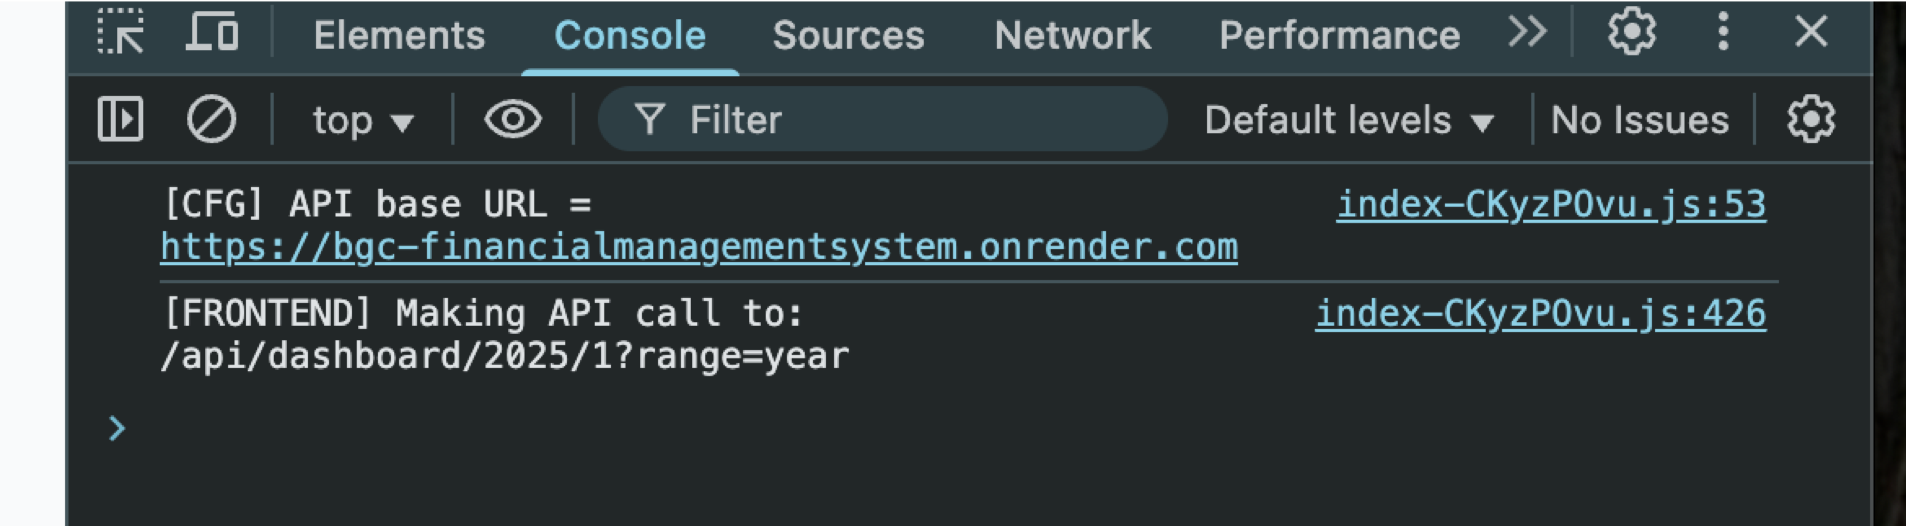 Elements Console Sources Network Performance
top Filter Default levels No Issues
[CFG] API base URL = index-CKyzPOvu.js:53
https://bgc-financialmanagementsystem.onrender.com
[FRONTEND] Making API call to: index-CKyzPOvu.js:426
/api/dashboard/2025/1?range=year